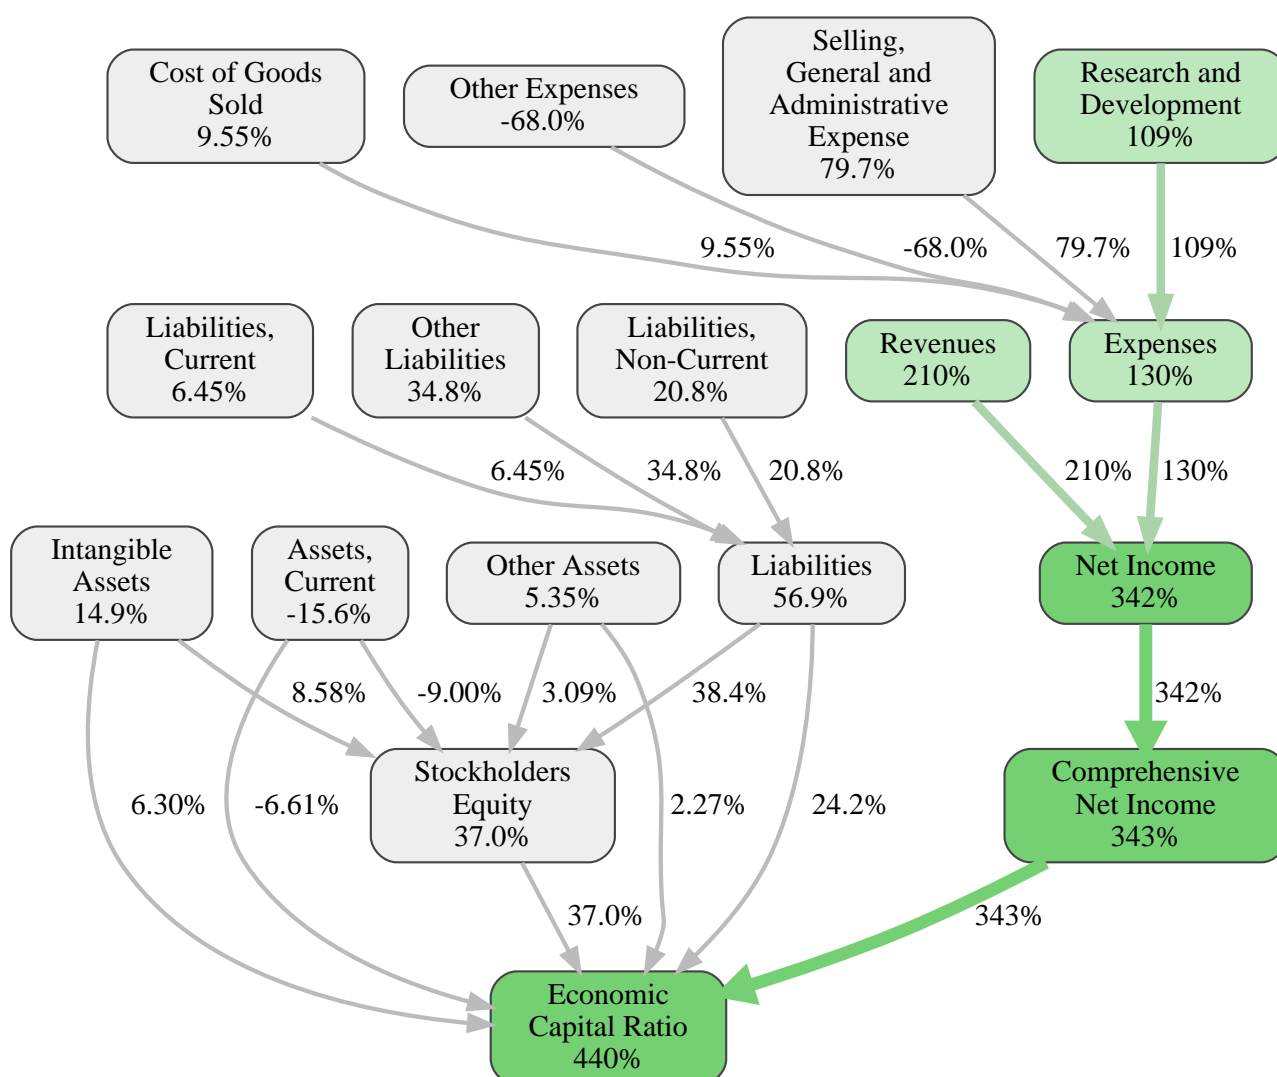 Cost of Goods
Sold
9.55%
Other Expenses
-68.0%
Selling,
General and
Administrative
Expense
79.7%
Research and
Development
109%
9.55%
-68.0%
79.7%
109%
Liabilities,
Current
6.45%
Other
Liabilities
34.8%
Liabilities,
Non-Current
20.8%
Revenues
210%
Expenses
130%
6.45%
34.8%
20.8%
210%
130%
Intangible
Assets
14.9%
Assets,
Current
-15.6%
Other Assets
5.35%
Liabilities
56.9%
Net Income
342%
8.58%
-9.00%
3.09%
38.4%
342%
Stockholders
Equity
37.0%
Comprehensive
Net Income
343%
6.30%
-6.61%
2.27%
24.2%
37.0%
343%
Economic
Capital Ratio
440%